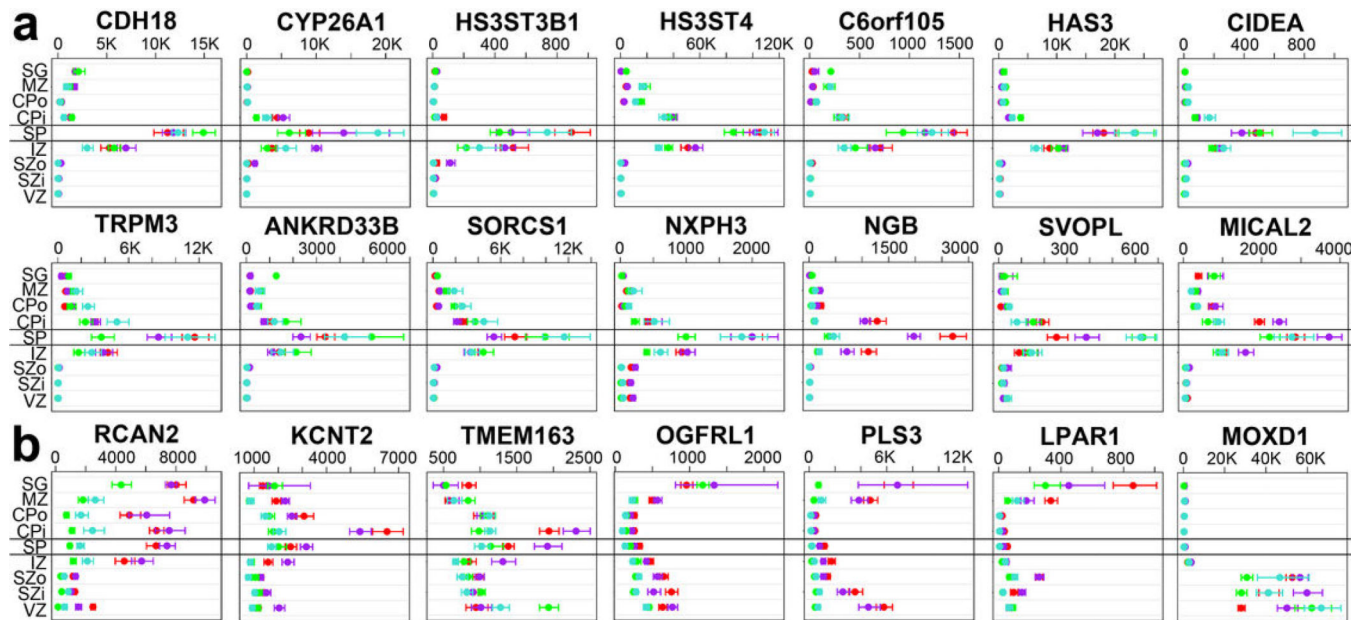 a
CDH18 CYP26A1 HS3ST3B1 HS3ST4 C6orf105 HAS3 CIDEA
0 5K 15K 0 10K 20K 0 400 800 0 60K 120K 0 500 1500 0 10K 20K 0 400 800
SG
MZ
CPo
CPi
SP
IZ
SZo
SZi
VZ
TRPM3 ANKRD33B SORCS1 NXPH3 NGB SVOPL MICAL2
0 6K 12K 0 3000 6000 0 6K 12K 0 1000 2000 0 1500 3000 0 300 600 0 2000 4000
SG
MZ
CPo
CPi
SP
IZ
SZo
SZi
VZ
b
RCAN2 KCNT2 TMEM163 OGFRL1 PLS3 LPAR1 MOXD1
0 4000 8000 1000 4000 7000 500 1500 2500 0 1000 2000 0 6K 12K 0 400 1000 0 20K 60K
SG
MZ
CPo
CPi
SP
IZ
SZo
SZi
VZ